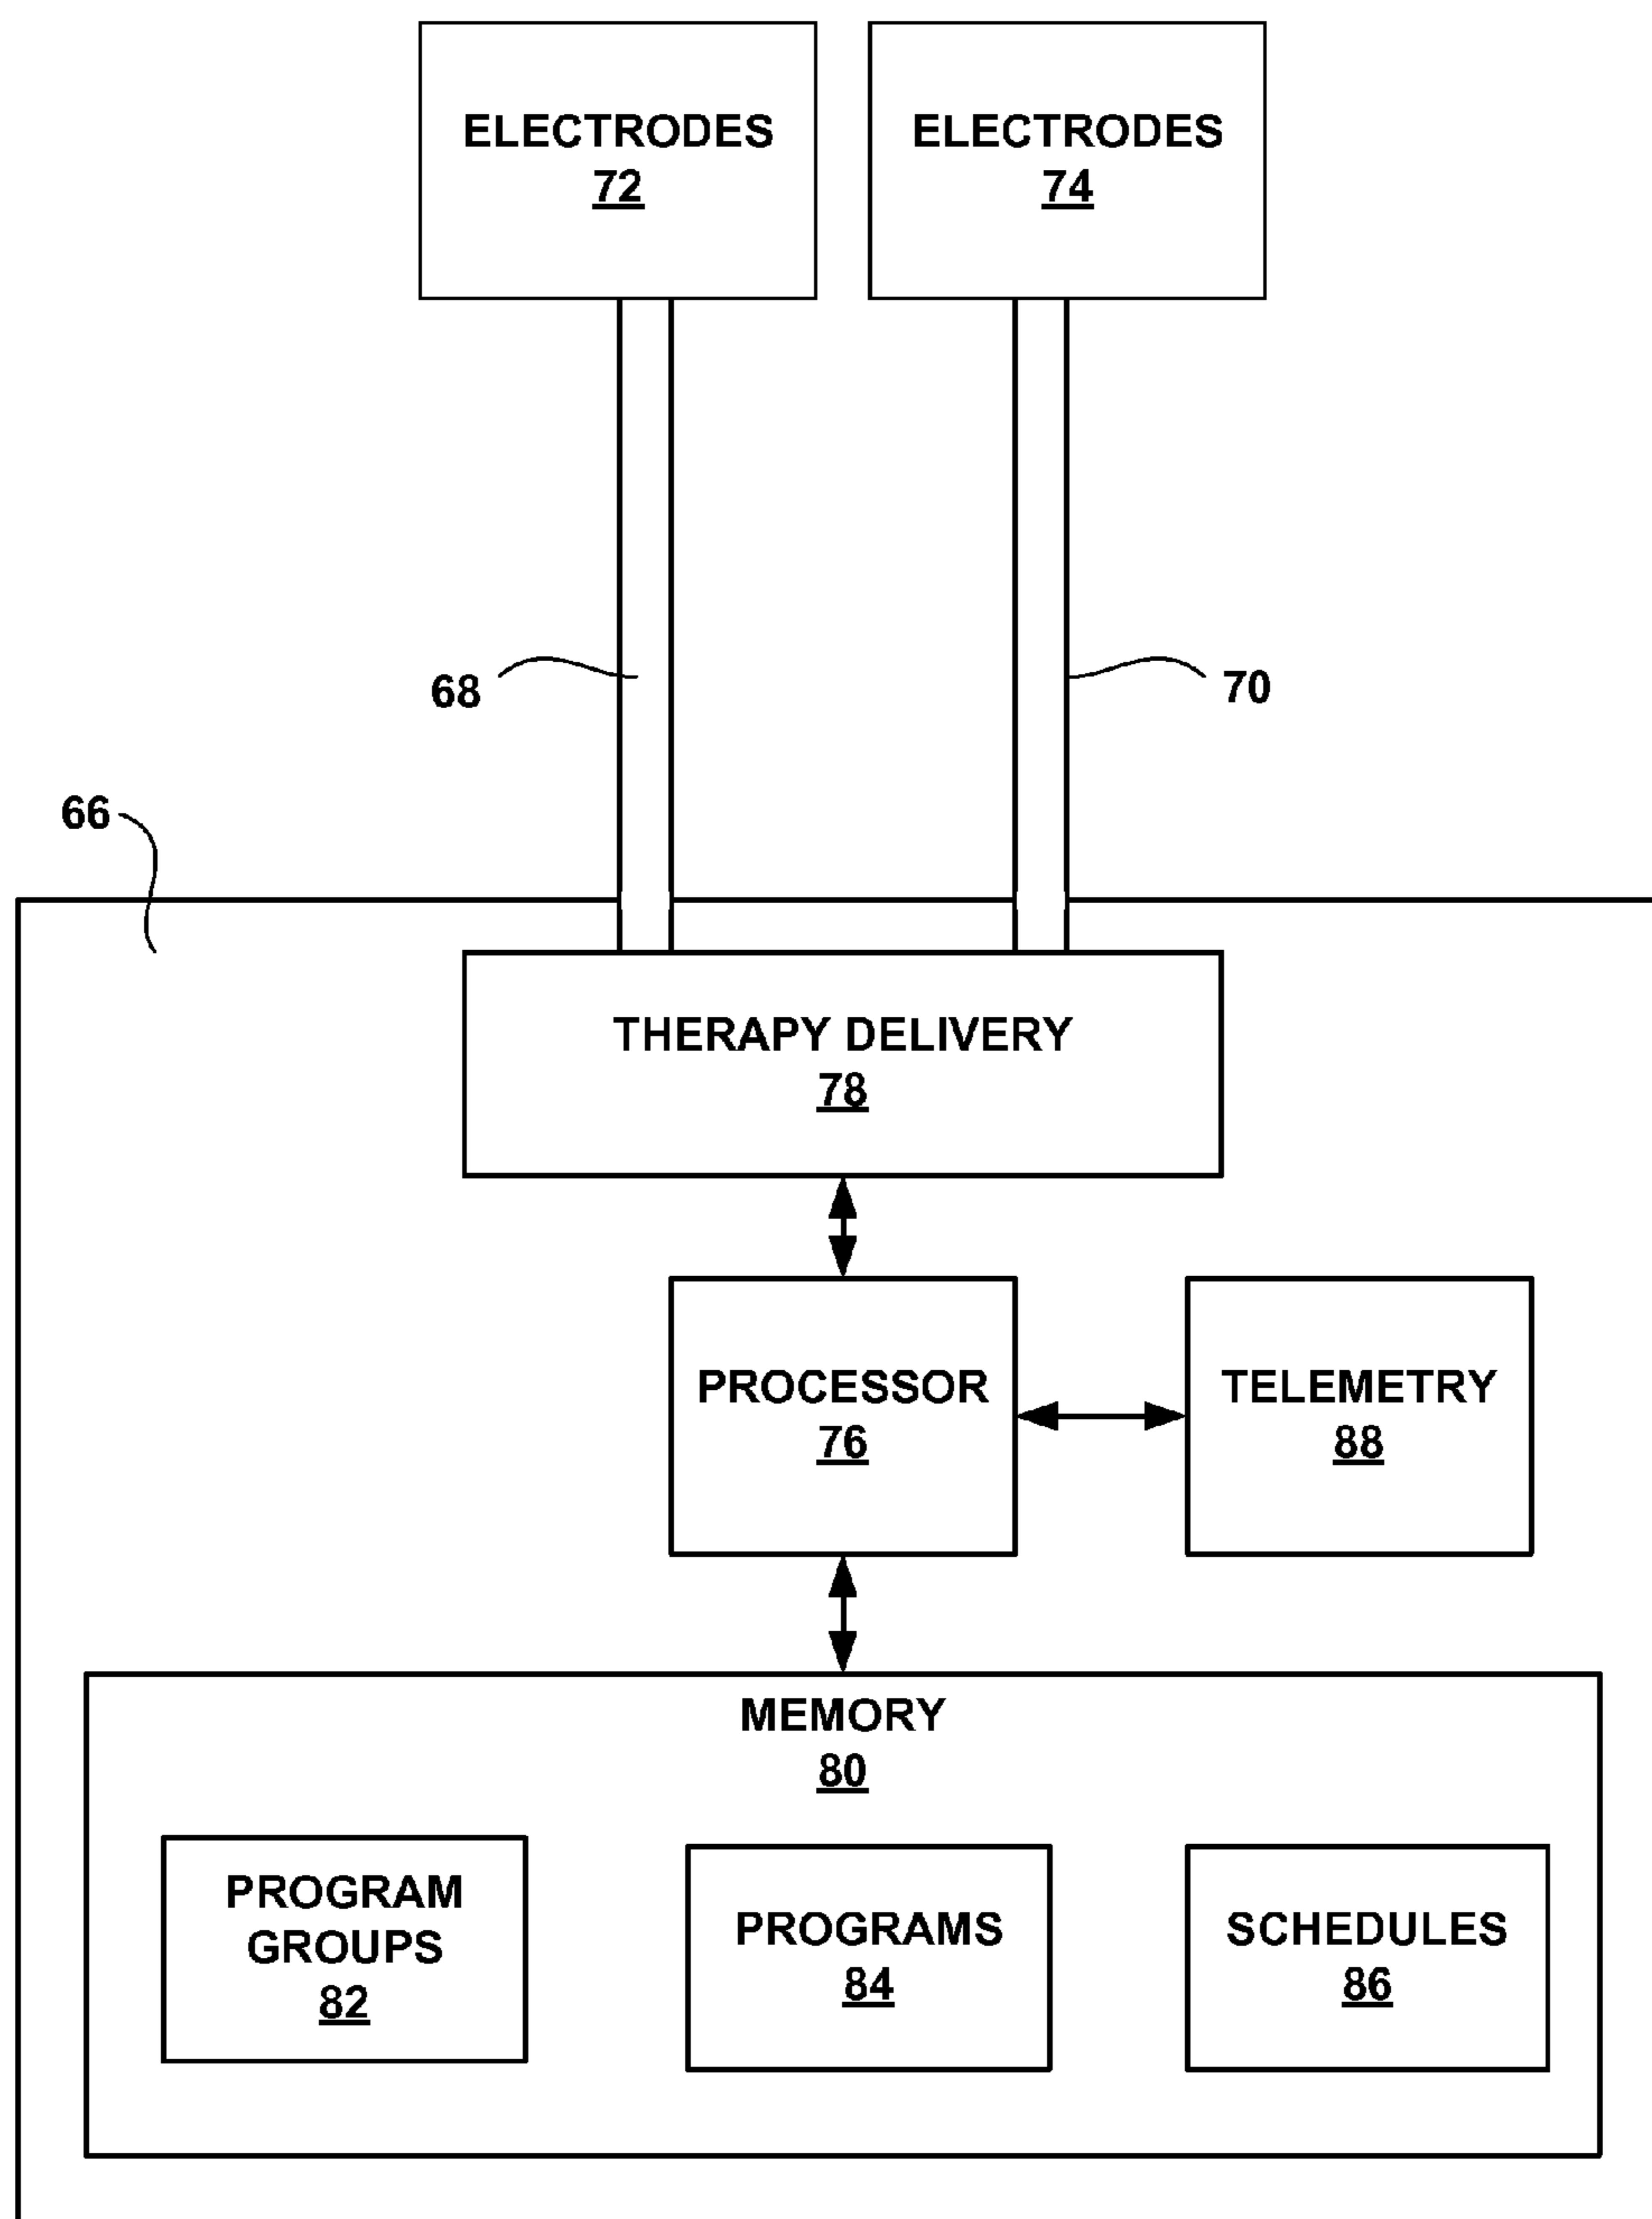 ELECTRODES
72
ELECTRODES
74
68
70
66
THERAPY DELIVERY
78
PROCESSOR
76
TELEMETRY
88
MEMORY
80
PROGRAM
GROUPS
82
PROGRAMS
84
SCHEDULES
86